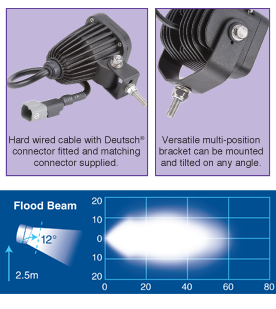 Hard wired cable with Deutsch®
connector fitted and matching
connector supplied.
Versatile multi-position
bracket can be mounted
and tilted on any angle.
Flood Beam
12°
2.5m
20
10
0
10
20
0
20
40
60
80